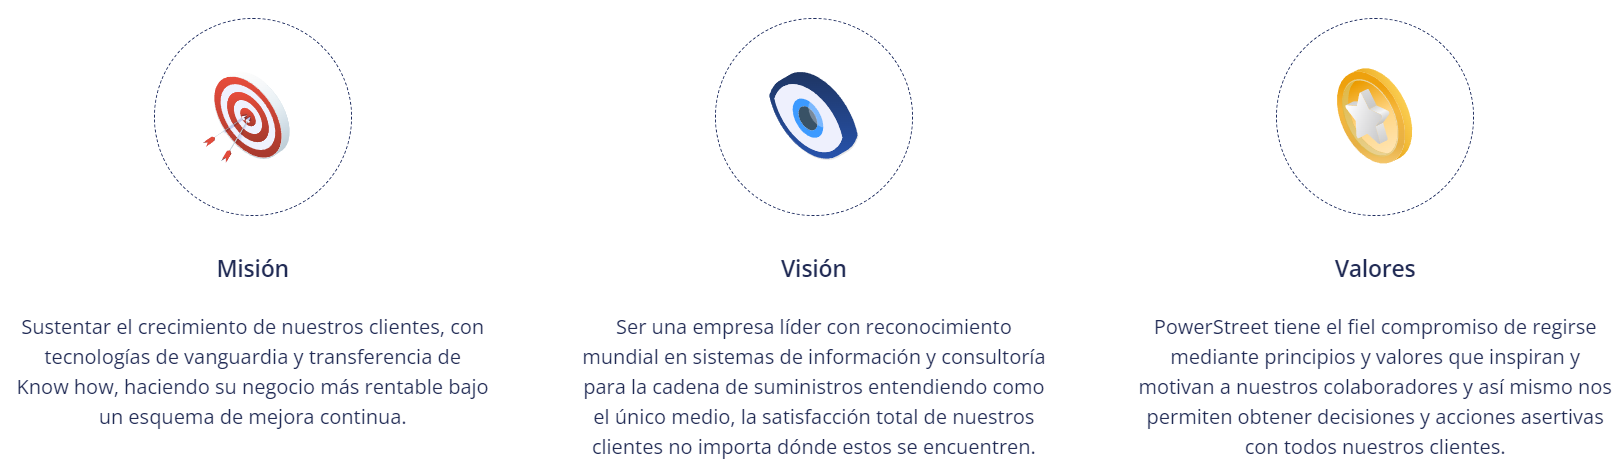 Misión
Sustentar el crecimiento de nuestros clientes, con
tecnologías de vanguardia y transferencia de
Know how, haciendo su negocio más rentable bajo
un esquema de mejora continua.
Visión
Ser una empresa líder con reconocimiento
mundial en sistemas de información y consultoría
para la cadena de suministros entendiendo como
el único medio, la satisfacción total de nuestros
clientes no importa dónde estos se encuentren.
Valores
PowerStreet tiene el fiel compromiso de regirse
mediante principios y valores que inspiran y
motivan a nuestros colaboradores y así mismo nos
permiten obtener decisiones y acciones asertivas
con todos nuestros clientes.